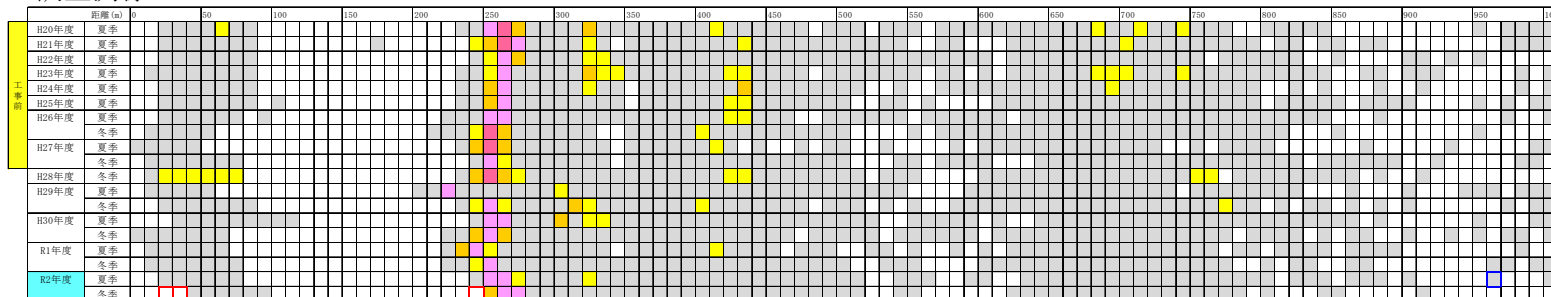 距離(m) 0 50 100 150 200 250 300 350 400 450 500 550 600 650 700 750 800 850 900 950
工事前
H20年度 夏季
H21年度 夏季
H22年度 夏季
H23年度 夏季
H24年度 夏季
H25年度 夏季
H26年度 夏季
冬季
H27年度 夏季
冬季
H28年度 冬季
H29年度 夏季
冬季
H30年度 夏季
冬季
R1年度 夏季
冬季
R2年度 夏季
冬季